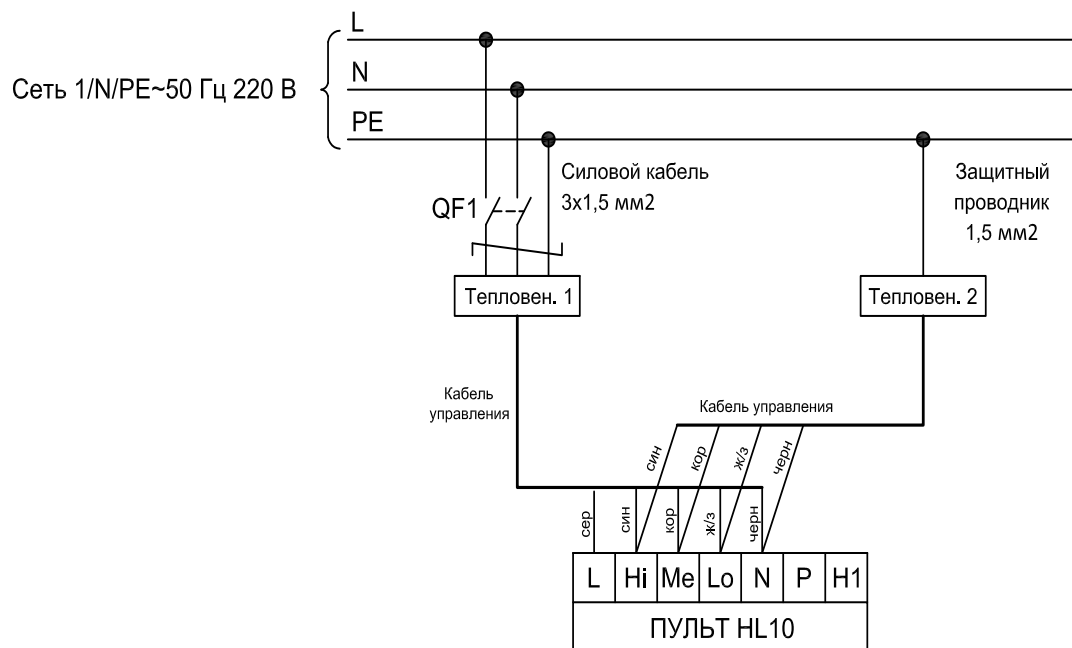 L
Сеть 1/N/PE~50 Гц 220 В
N
PE
Силовой кабель
3x1,5 мм2
Защитный
проводник
1,5 мм2
QF1
Тепловен. 1
Тепловен. 2
Кабель
управления
Кабель управления
син
кор
ж/з
черн
сер
син
кор
ж/з
черн
L Hi Me Lo N P H1
ПУЛЬТ HL10